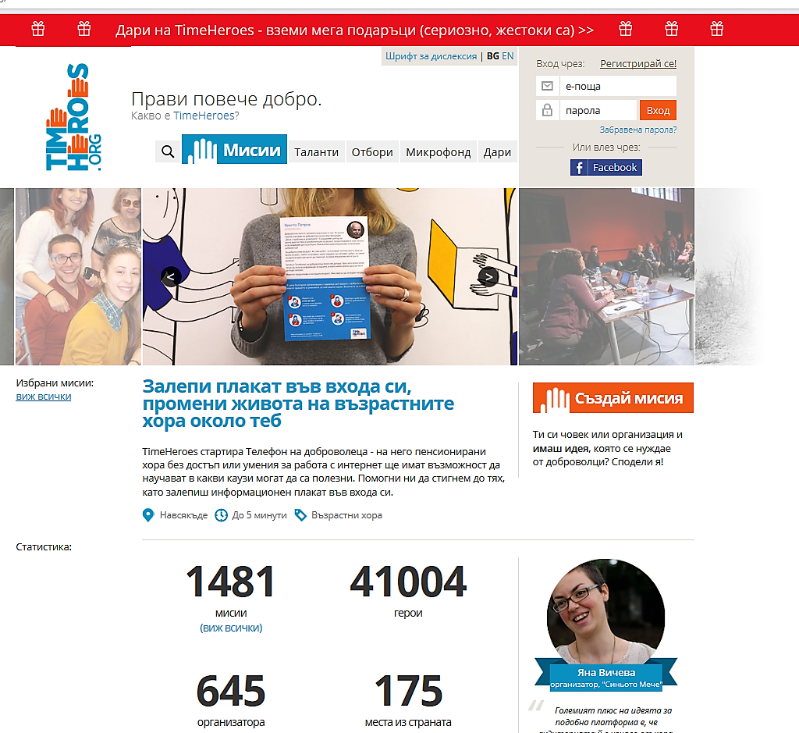 Дари на TimeHeroes - вземи мега подаръци (сериозно, жестоки са) >>
Шрифт за дислексия | BG EN
TIME
HEROES
.ORG
Прави повече добро.
Какво е TimeHeroes?
Мисии
Таланти
Отбори
Микрофонд
Дари
Вход чрез:
Регистрирай се!
е-поща
парола
Вход
Забравена парола?
Или влез чрез:
Facebook
Избрани мисии:
виж всички
Залепи плакат във входа си,
промени живота на възрастните
хора около теб
TimeHeroes стартира Телефон на доброволеца - на него пенсионирани
хора без достъп или умения за работа с интернет ще имат възможност да
научават в какви каузи могат да са полезни. Помогни ни да стигнем до тях,
като залепиш информационен плакат във входа си.
Навсякъде
До 5 минути
Възрастни хора
Създай мисия
Ти си човек или организация и
имаш идея, която се нуждае
от доброволци? Сподели я!
Статистика:
1481
мисии
(виж всички)
41004
герои
645
организатора
175
места из страната
Яна Вичева
организатор, "Синьото Мече"
Големият плюс на идеята за
подобна платформа е, че